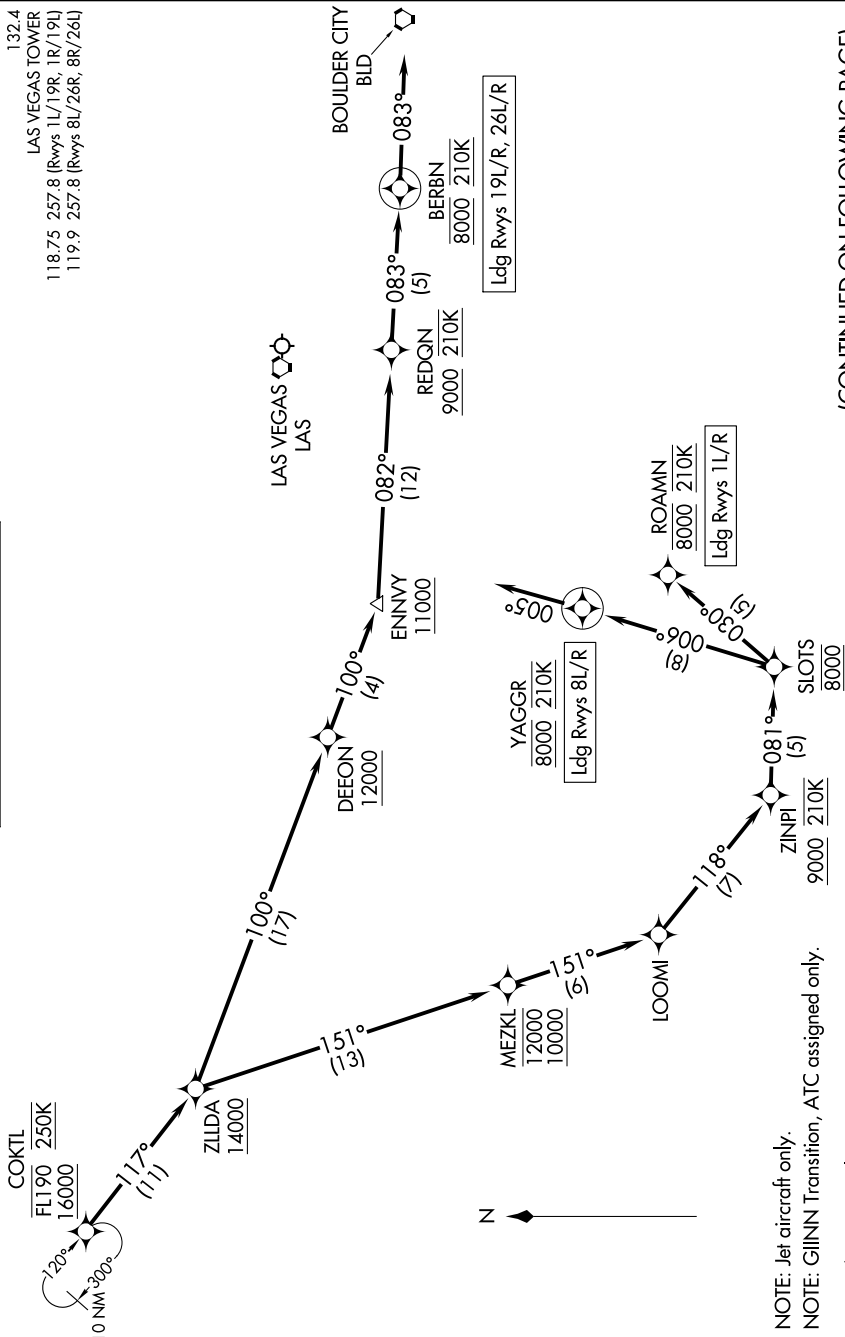 132.4
LAS VEGAS TOWER
118.75 257.8 (Rwys 1L/19R, 1R/19L)
119.9 257.8 (Rwys 8L/26R, 8R/26L)
BOULDER CITY
BLD
083°
BERBN
8000 210K
Ldg Rwys 19L/R, 26L/R
083°
(5)
REDQN
9000 210K
LAS VEGAS
LAS
082°
(12)
ENNVY
11000
100°
(4)
DEEON
12000
100°
(17)
COKTL
FL190 250K
16000
120°
300°
0 NM
117°
(11)
ZLLDA
14000
151°
(13)
MEZKL
12000
10000
151°
(6)
LOOMI
118°
(7)
ZINPI
9000 210K
081°
(5)
SLOTS
8000
006°
(8)
030°
(5)
YAGGR
8000 210K
Ldg Rwys 8L/R
005°
ROAMN
8000 210K
Ldg Rwys 1L/R
N
NOTE: Jet aircraft only.
NOTE: GIINN Transition, ATC assigned only.
(CONTINUED ON FOLLOWING PAGE)